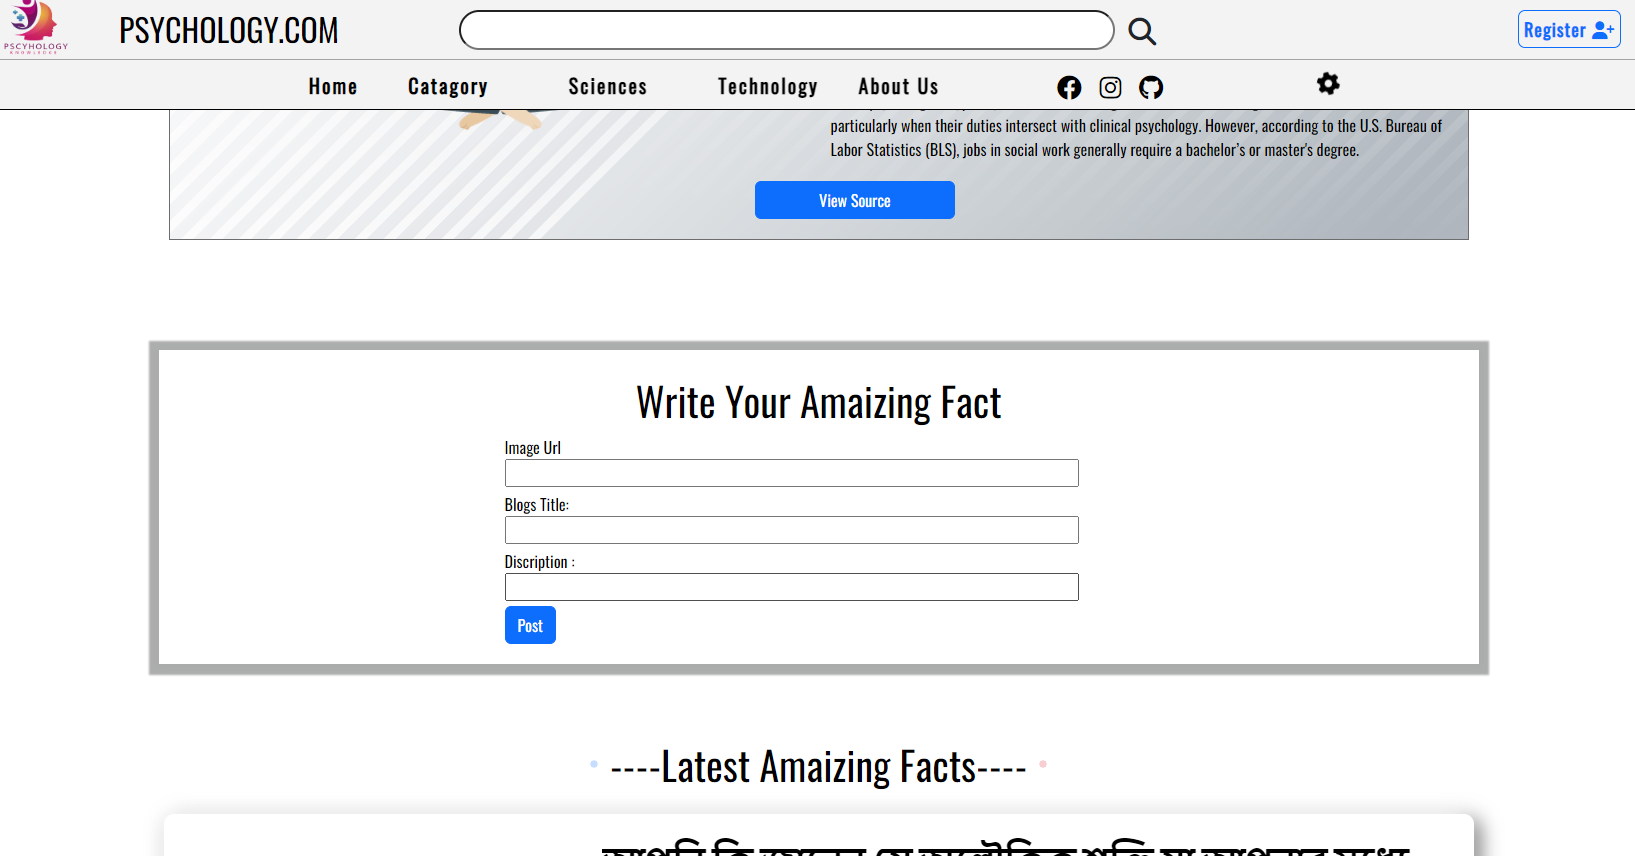 PSCYHOLOGY
KNOWLEDGE
PSYCHOLOGY.COM
Register
Home Catagory Sciences Technology About Us
particularly when their duties intersect with clinical psychology. However, according to the U.S. Bureau of
Labor Statistics (BLS), jobs in social work generally require a bachelor’s or master's degree.
View Source
Write Your Amaizing Fact
Image Url
Blogs Title:
Discription :
Post
----Latest Amaizing Facts----